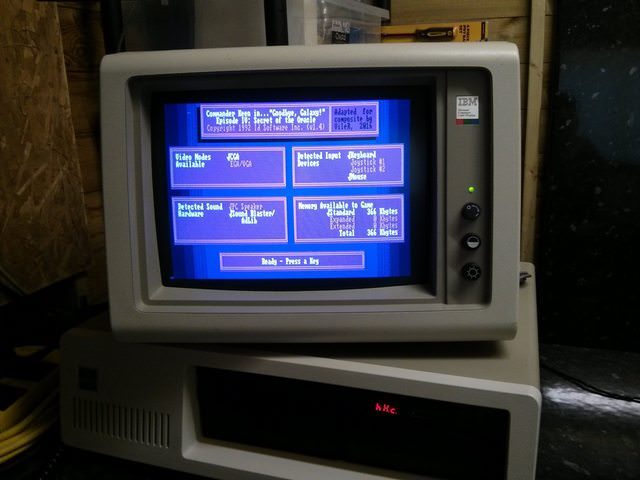 IBM
Commander Keen in..."Goodbye, Galaxy!"
Episode IV: Secret of the Oracle
Copyright 1992 Id Software Inc. (v1.4)
Adapted for
composite by
VileR, 2016
Video Modes √CGA
Available EGA/VGA
Detected Input √Keyboard
Devices Joystick #1
Joystick #2
√Mouse
Detected Sound √PC Speaker
Hardware √Sound Blaster/
AdLib
Memory Available to Game
√Standard 366 Kbytes
Expanded 0 Kbytes
Extended 0 Kbytes
Total 366 Kbytes
Ready - Press a Key